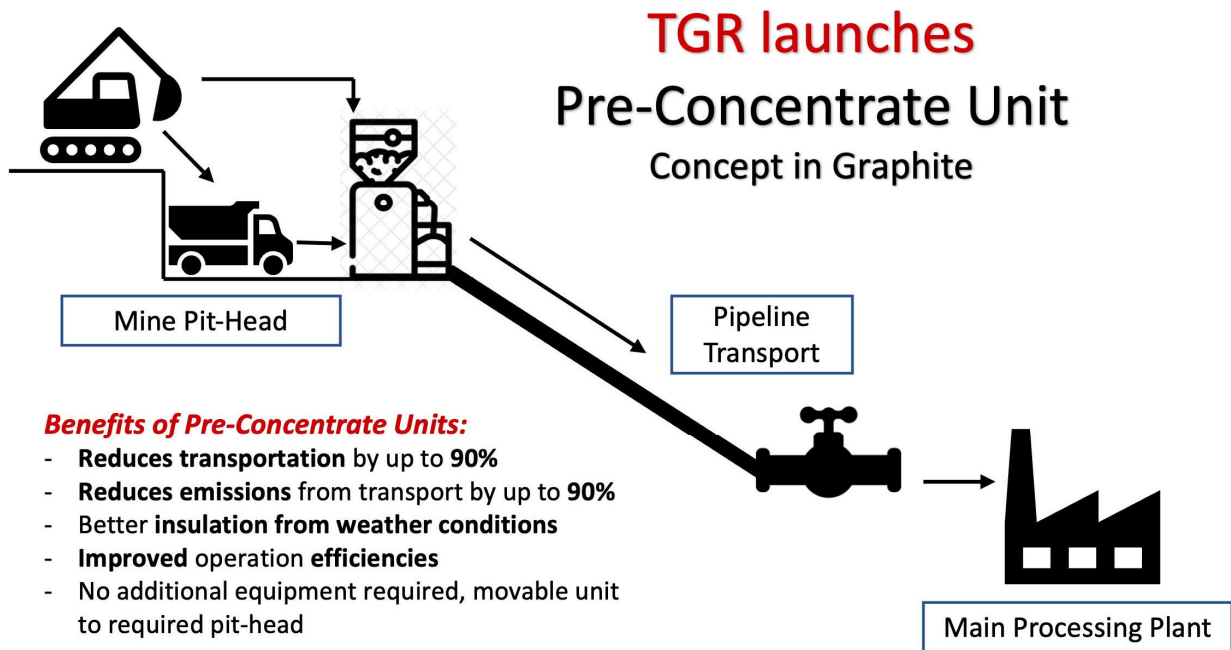 TGR launches
Pre-Concentrate Unit
Concept in Graphite
Mine Pit-Head
Pipeline
Transport
Benefits of Pre-Concentrate Units:
- Reduces transportation by up to 90%
- Reduces emissions from transport by up to 90%
- Better insulation from weather conditions
- Improved operation efficiencies
- No additional equipment required, movable unit
to required pit-head
Main Processing Plant